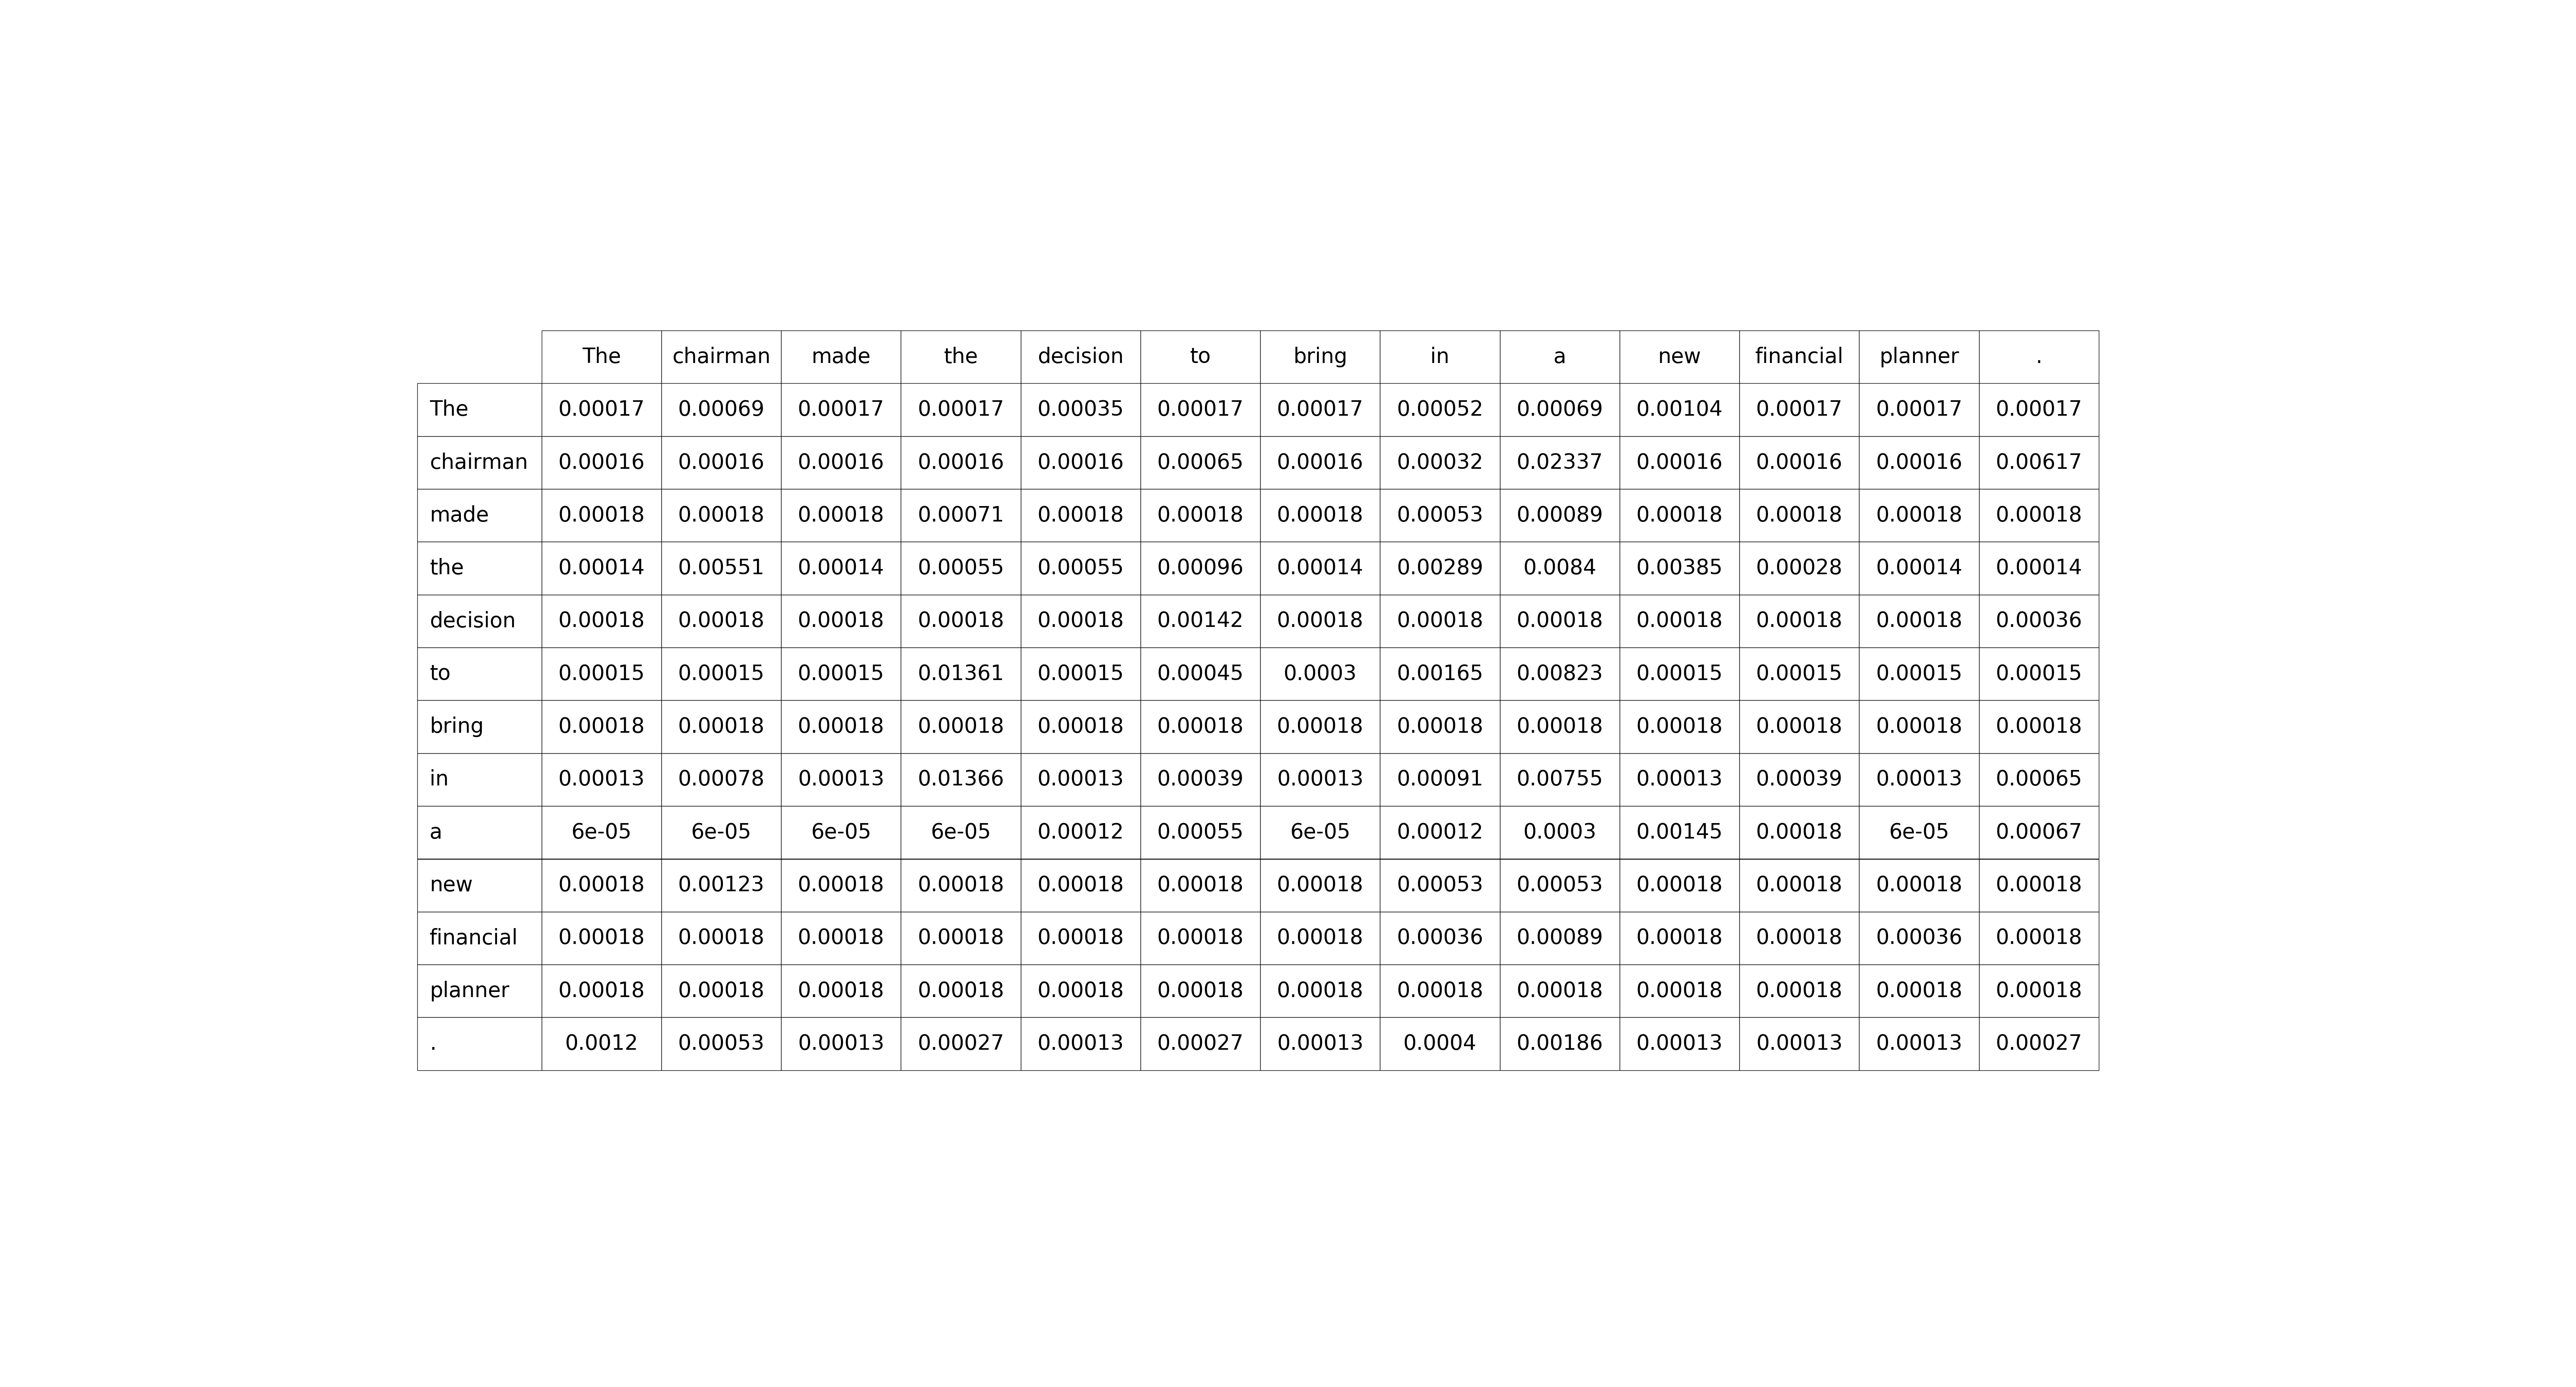 The chairman made the decision to bring in a new financial planner .
The 0.00017 0.00069 0.00017 0.00017 0.00035 0.00017 0.00017 0.00052 0.00069 0.00104 0.00017 0.00017 0.00017
chairman 0.00016 0.00016 0.00016 0.00016 0.00016 0.00065 0.00016 0.00032 0.02337 0.00016 0.00016 0.00016 0.00617
made 0.00018 0.00018 0.00018 0.00071 0.00018 0.00018 0.00018 0.00053 0.00089 0.00018 0.00018 0.00018 0.00018
the 0.00014 0.00551 0.00014 0.00055 0.00055 0.00096 0.00014 0.00289 0.0084 0.00385 0.00028 0.00014 0.00014
decision 0.00018 0.00018 0.00018 0.00018 0.00018 0.00142 0.00018 0.00018 0.00018 0.00018 0.00018 0.00018 0.00036
to 0.00015 0.00015 0.00015 0.01361 0.00015 0.00045 0.0003 0.00165 0.00823 0.00015 0.00015 0.00015 0.00015
bring 0.00018 0.00018 0.00018 0.00018 0.00018 0.00018 0.00018 0.00018 0.00018 0.00018 0.00018 0.00018 0.00018
in 0.00013 0.00078 0.00013 0.01366 0.00013 0.00039 0.00013 0.00091 0.00755 0.00013 0.00039 0.00013 0.00065
a 6e-05 6e-05 6e-05 6e-05 0.00012 0.00055 6e-05 0.00012 0.0003 0.00145 0.00018 6e-05 0.00067
new 0.00018 0.00123 0.00018 0.00018 0.00018 0.00018 0.00018 0.00053 0.00053 0.00018 0.00018 0.00018 0.00018
financial 0.00018 0.00018 0.00018 0.00018 0.00018 0.00018 0.00018 0.00036 0.00089 0.00018 0.00018 0.00036 0.00018
planner 0.00018 0.00018 0.00018 0.00018 0.00018 0.00018 0.00018 0.00018 0.00018 0.00018 0.00018 0.00018 0.00018
. 0.0012 0.00053 0.00013 0.00027 0.00013 0.00027 0.00013 0.0004 0.00186 0.00013 0.00013 0.00013 0.00027